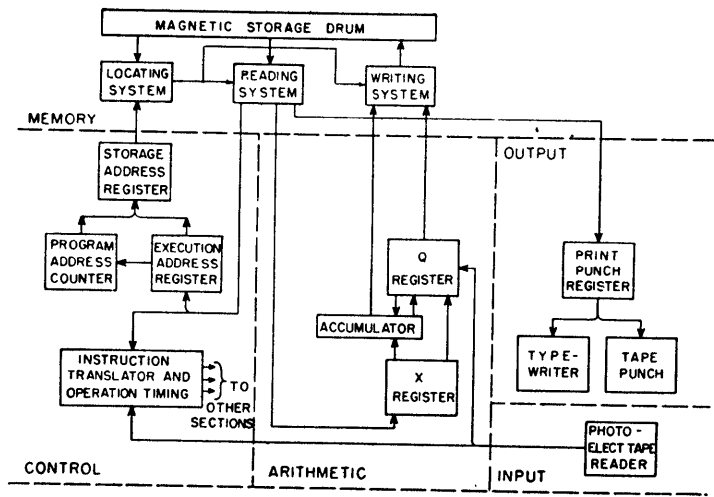 MAGNETIC STORAGE DRUM
LOCATING
SYSTEM
READING
SYSTEM
WRITING
SYSTEM
MEMORY
STORAGE
ADDRESS
REGISTER
OUTPUT
PROGRAM
ADDRESS
COUNTER
EXECUTION
ADDRESS
REGISTER
Q
REGISTER
PRINT
PUNCH
REGISTER
ACCUMULATOR
INSTRUCTION
TRANSLATOR AND
OPERATION TIMING
TO
OTHER
SECTIONS
X
REGISTER
TYPE-
WRITER
TAPE
PUNCH
PHOTO-
ELECT TAPE
READER
CONTROL
ARITHMETIC
INPUT